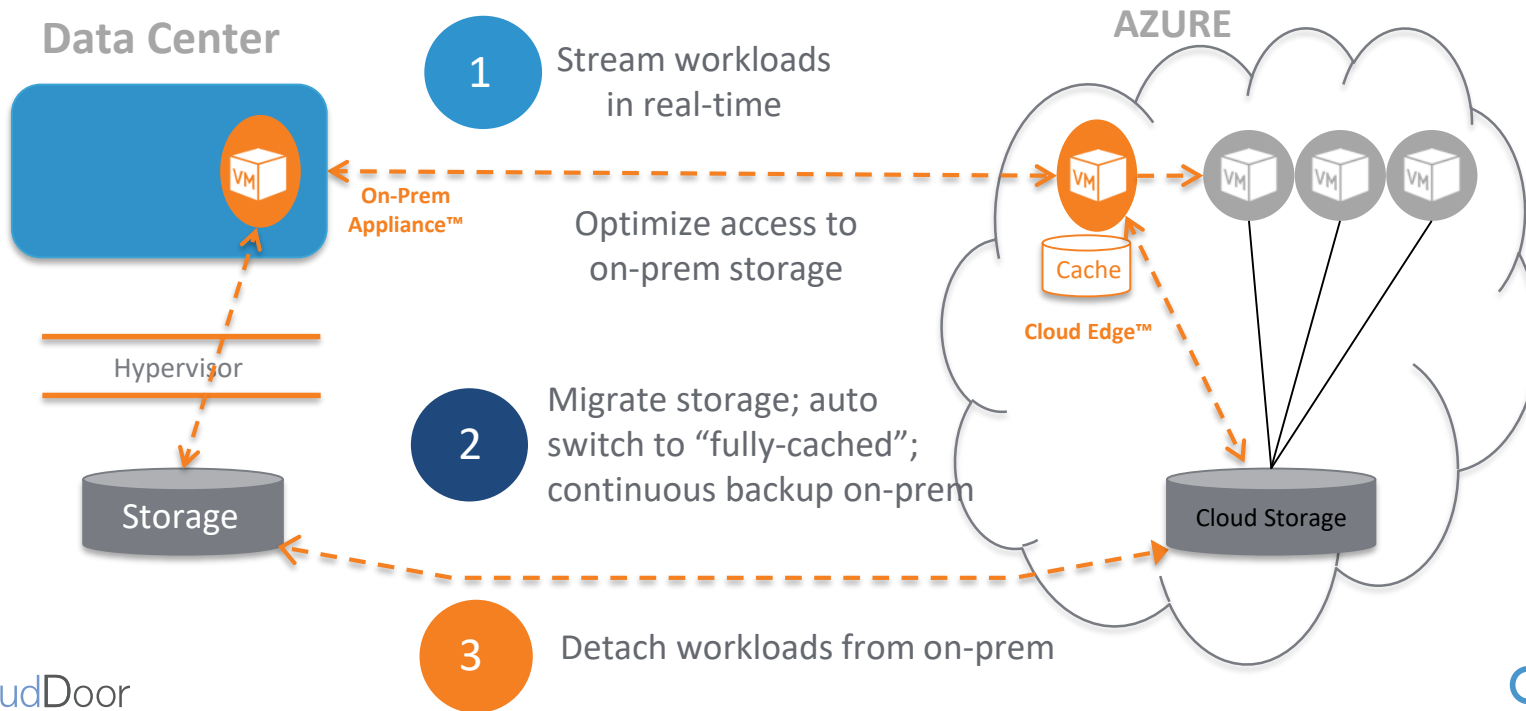 Data Center
AZURE
1
Stream workloads
in real-time
VM
On-Prem
Appliance™
Optimize access to
on-prem storage
VM
VM
VM
VM
Cache
Cloud Edge™
Hypervisor
2
Migrate storage; auto
switch to “fully-cached”;
continuous backup on-prem
Storage
Cloud Storage
3
Detach workloads from on-prem
udDoor